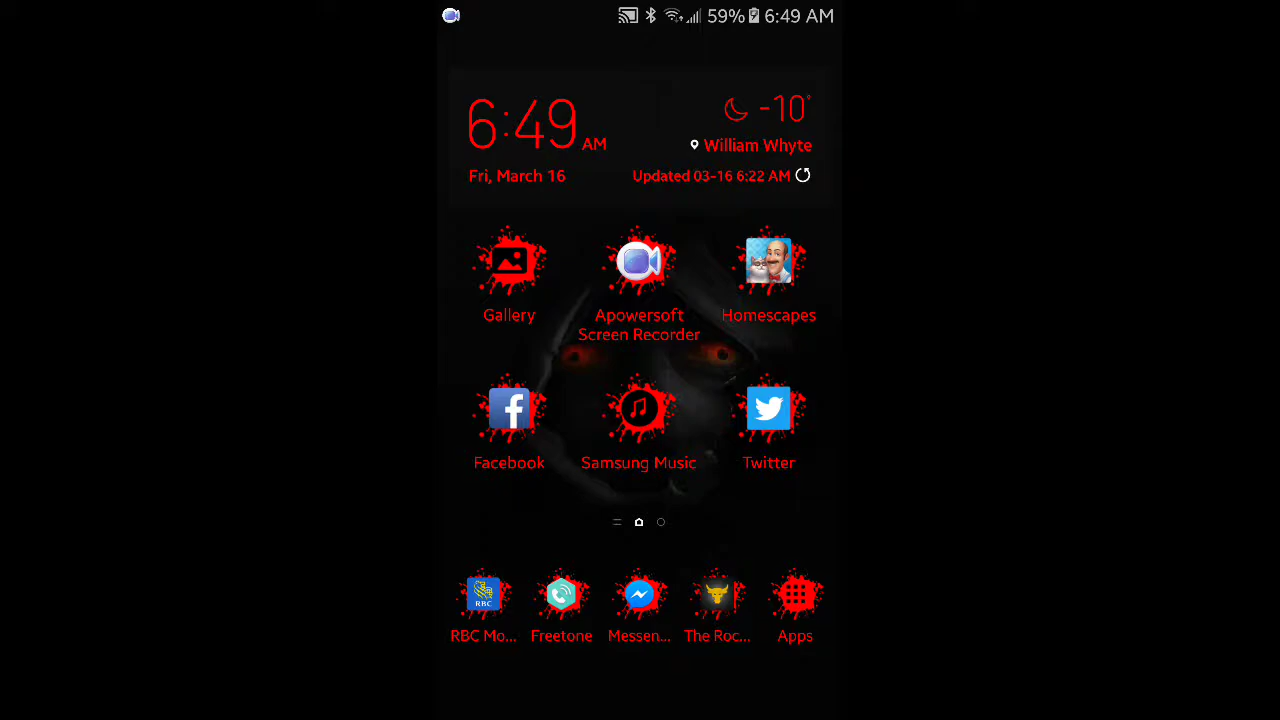 59% 6:49 AM
6:49 AM
-10°
William Whyte
Fri, March 16
Updated 03-16 6:22 AM
Gallery
Apowersoft
Screen Recorder
Homescapes
Facebook
Samsung Music
Twitter
RBC
RBC Mo...
Freetone
Messen...
The Roc...
Apps